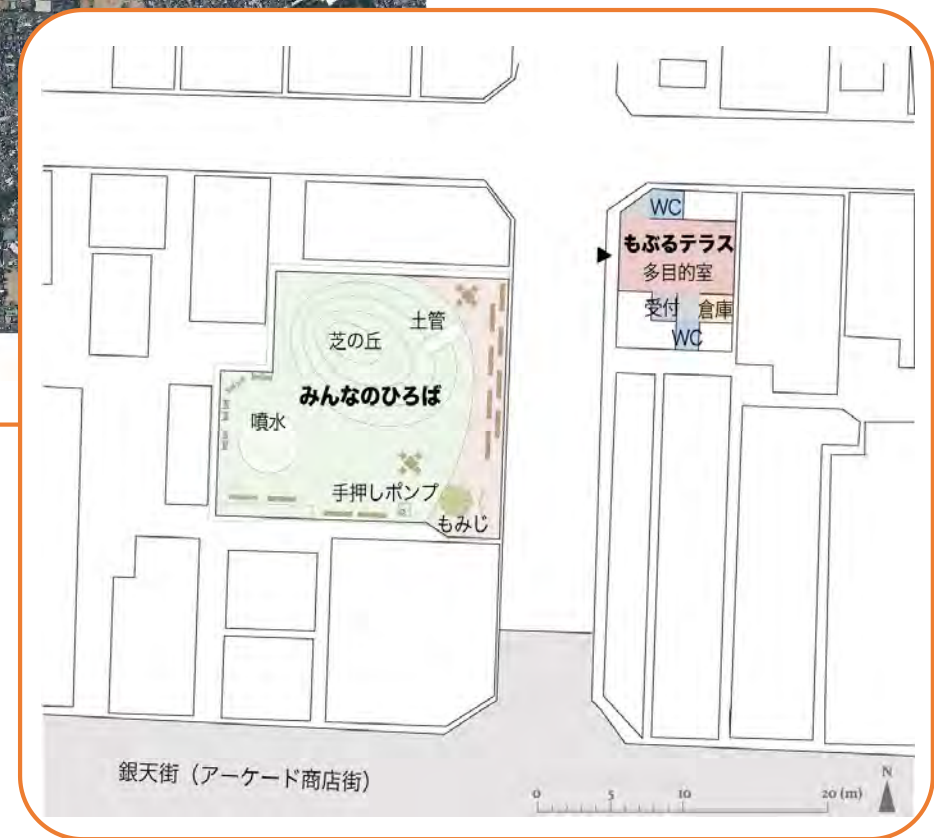 WC
もぶるテラス
多目的室
受付 倉庫
WC
土管
芝の丘
みんなのひろば
噴水
手押しポンプ
もみじ
銀天街（アーケード商店街）
0 5 10 20 (m)
N